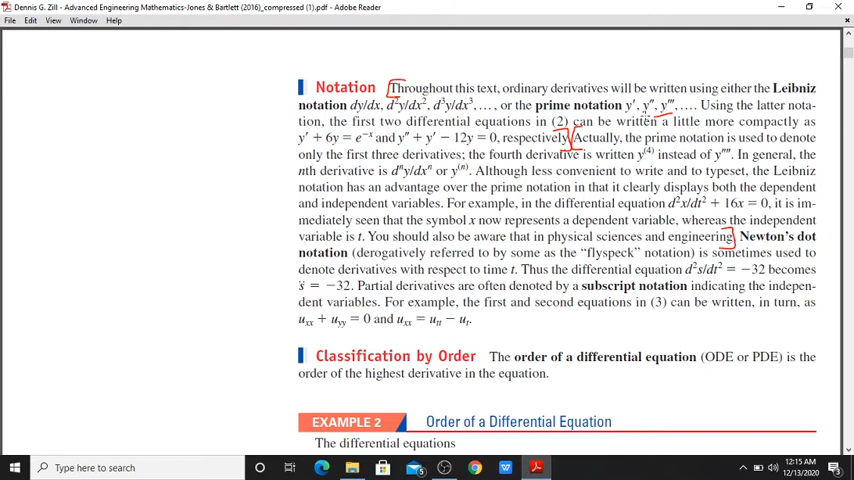 Dennis G. Zill - Advanced Engineering Mathematics-Jones & Bartlett (2016)_compressed (1).pdf - Adobe Reader
File Edit View Window Help
Notation Throughout this text, ordinary derivatives will be written using either the Leibniz
notation dy/dx, d²y/dx², d³y/dx³, . . . , or the prime notation y′, y″, y‴, . . . . Using the latter nota-
tion, the first two differential equations in (2) can be written a little more compactly as
y′ + 6y = e⁻ˣ and y″ + y′ − 12y = 0, respectively. Actually, the prime notation is used to denote
only the first three derivatives; the fourth derivative is written y⁽⁴⁾ instead of y⁗. In general, the
nth derivative is dⁿy/dxⁿ or y⁽ⁿ⁾. Although less convenient to write and to typeset, the Leibniz
notation has an advantage over the prime notation in that it clearly displays both the dependent
and independent variables. For example, in the differential equation d²x/dt² + 16x = 0, it is im-
mediately seen that the symbol x now represents a dependent variable, whereas the independent
variable is t. You should also be aware that in physical sciences and engineering, Newton's dot
notation (derogatively referred to by some as the "flyspeck" notation) is sometimes used to
denote derivatives with respect to time t. Thus the differential equation d²s/dt² = −32 becomes
s̈ = −32. Partial derivatives are often denoted by a subscript notation indicating the indepen-
dent variables. For example, the first and second equations in (3) can be written, in turn, as
uₓₓ + u_yy = 0 and uₓₓ = uₜₜ − uₜ.
Classification by Order The order of a differential equation (ODE or PDE) is the
order of the highest derivative in the equation.
EXAMPLE 2 Order of a Differential Equation
The differential equations
Type here to search
5
W
12:15 AM
12/13/2020
3